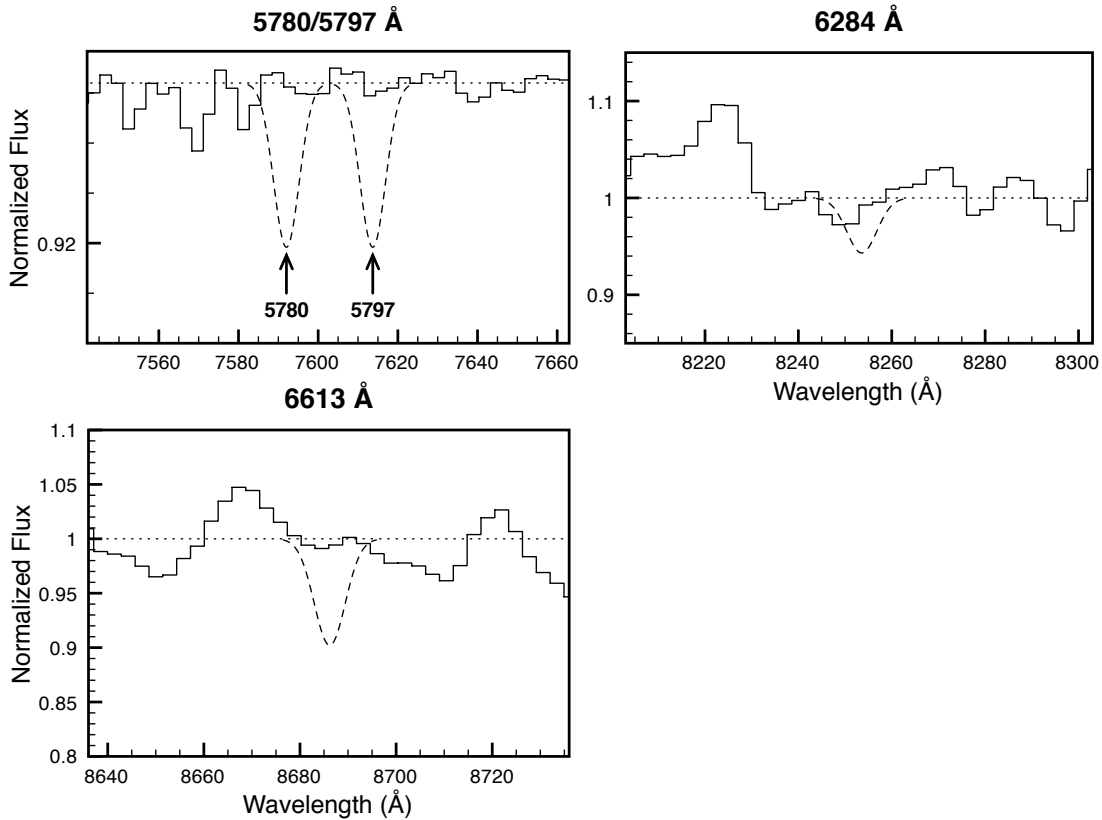 5780/5797 Å
Normalized Flux
0.92
5780
5797
7560 7580 7600 7620 7640 7660
6284 Å
1.1
1
0.9
8220 8240 8260 8280 8300
Wavelength (Å)
6613 Å
Normalized Flux
1.1
1.05
1
0.95
0.9
0.85
0.8
8640 8660 8680 8700 8720
Wavelength (Å)